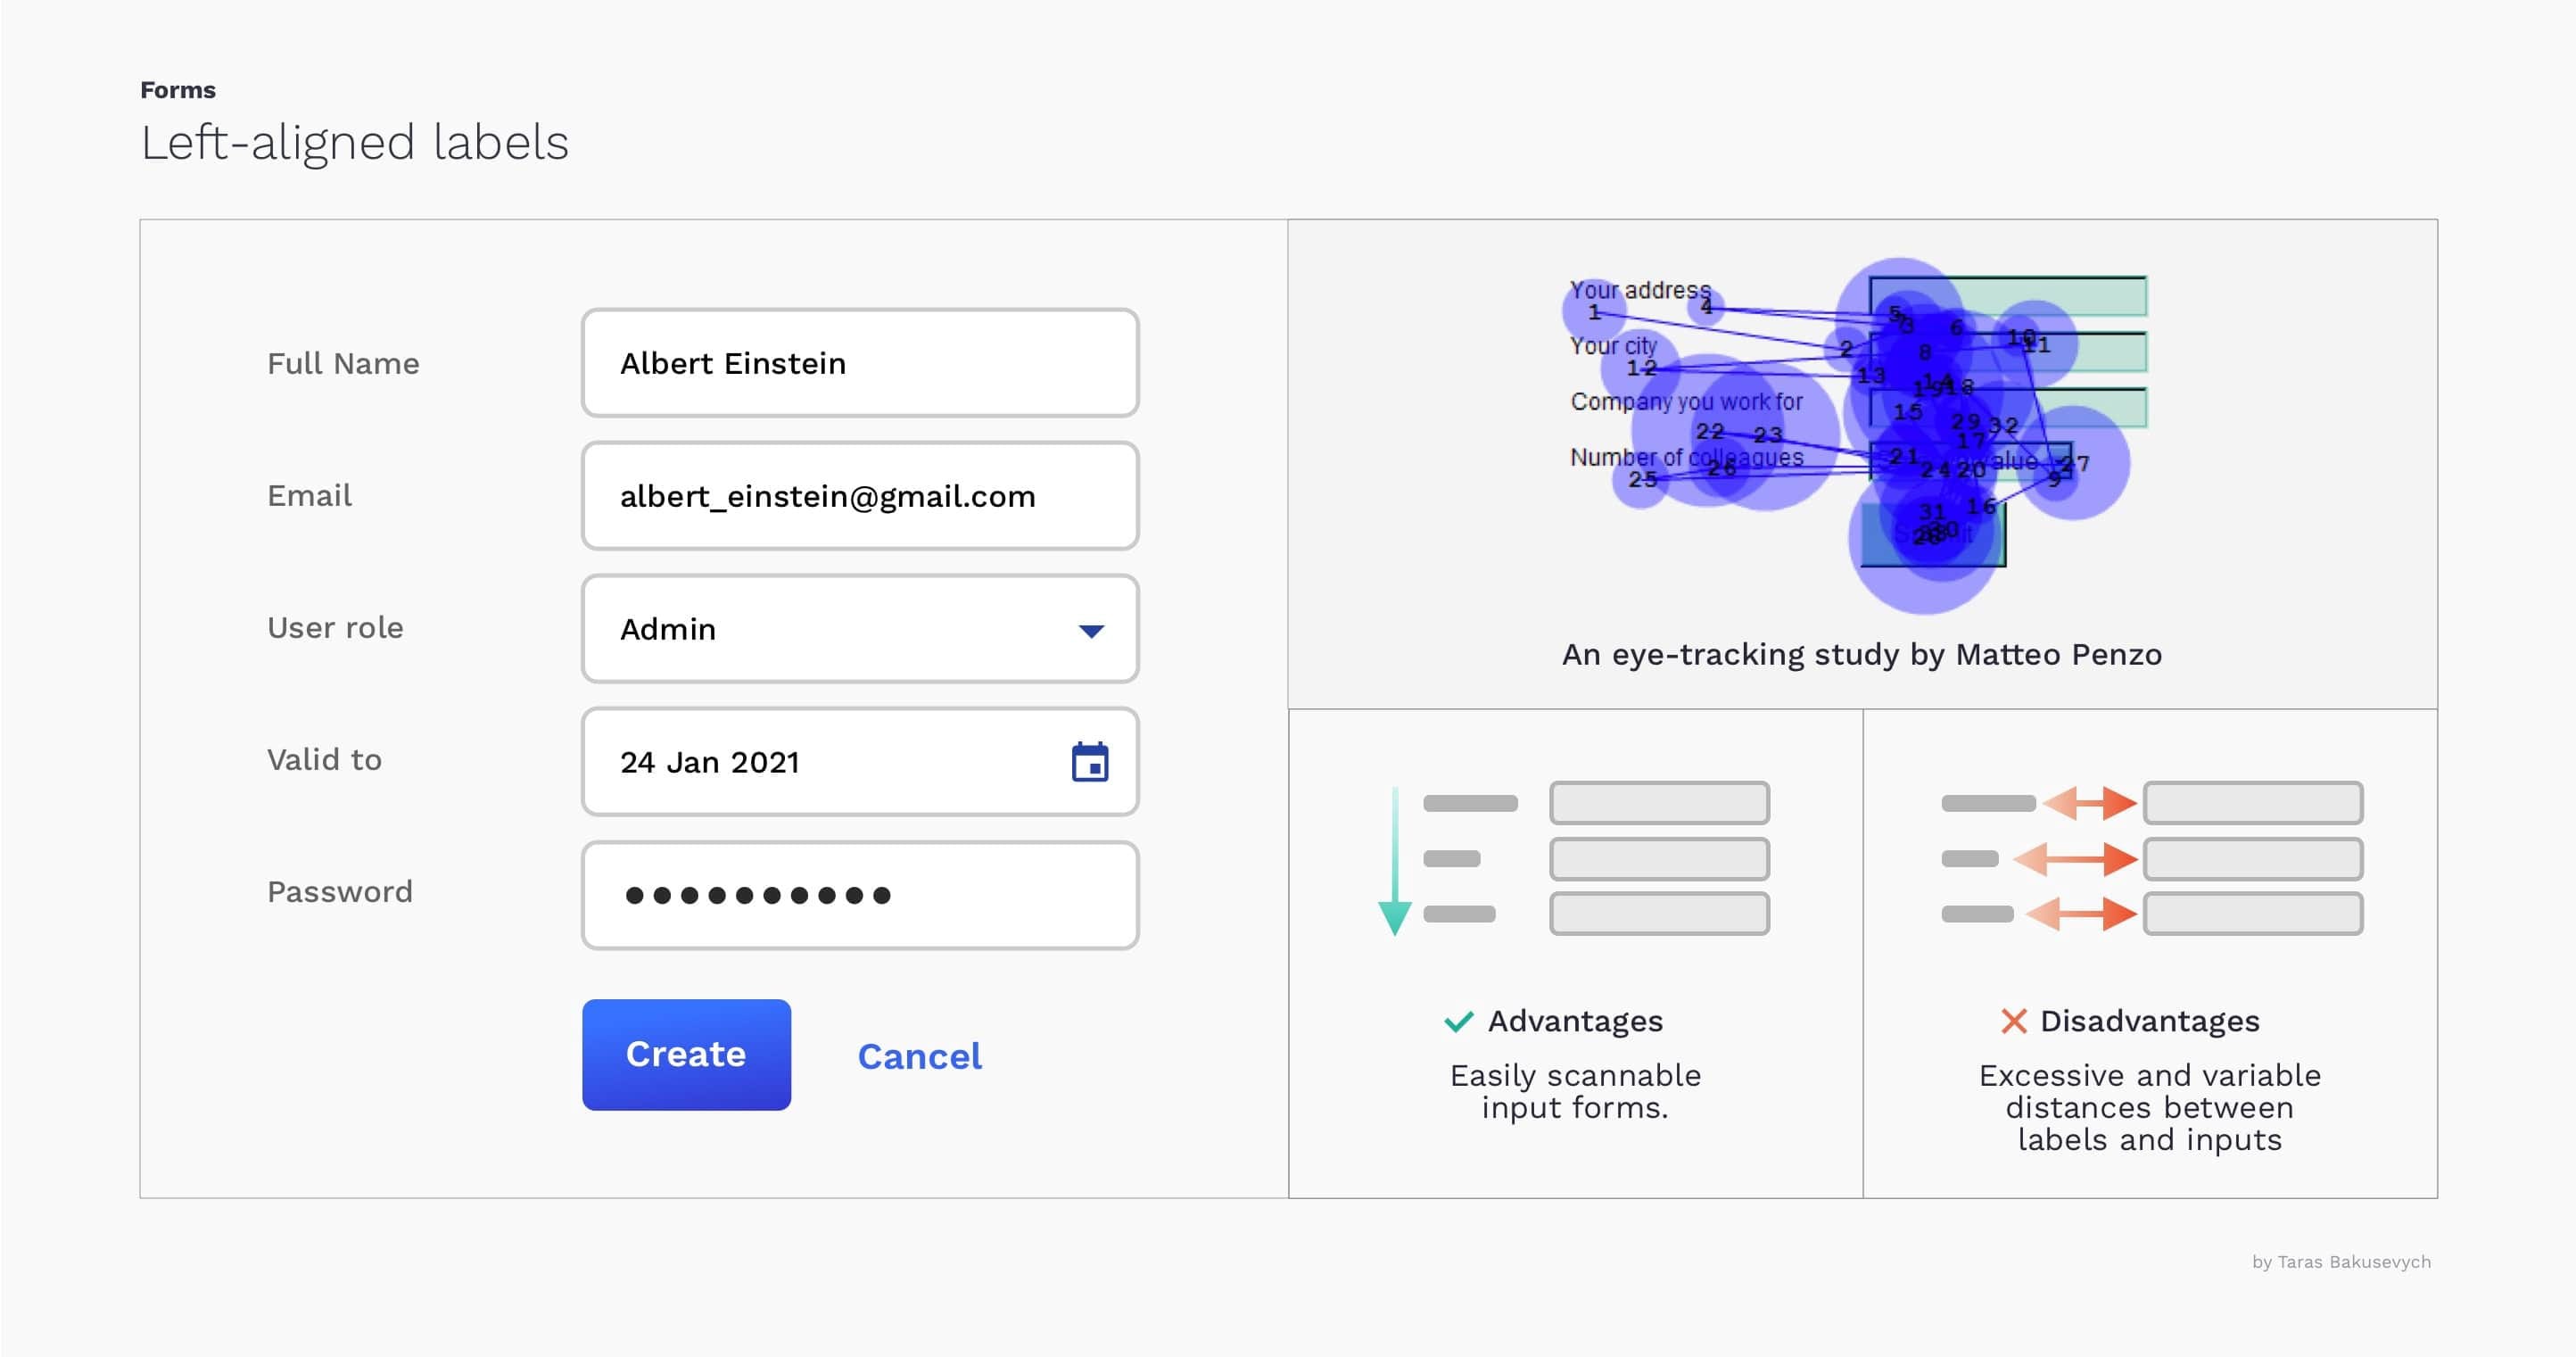 Forms
Left-aligned labels
Full Name
Albert Einstein
Email
albert_einstein@gmail.com
User role
Admin
Valid to
24 Jan 2021
Password
Create
Cancel
Your address
1
4
5
3
6
Your city
2
8
10
11
12
13
14
19
18
Company you work for
15
29
32
22
23
17
Number of colleagues
21
value
27
26
24
20
25
9
16
31
30
An eye-tracking study by Matteo Penzo
Advantages
Easily scannable
input forms.
Disadvantages
Excessive and variable
distances between
labels and inputs
by Taras Bakusevych